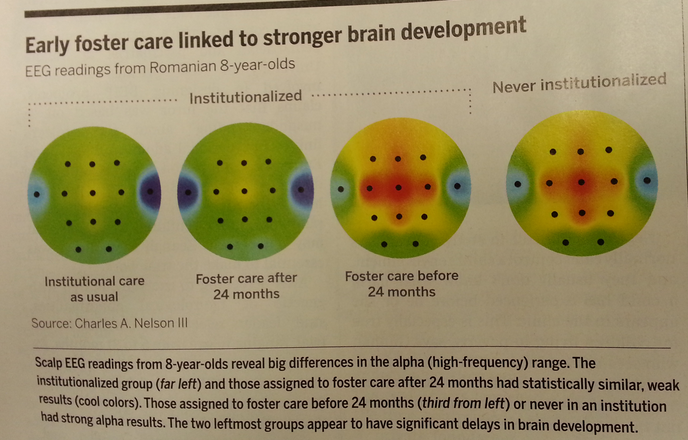 Early foster care linked to stronger brain development
EEG readings from Romanian 8-year-olds
Institutionalized
Never institutionalized
Institutional care
as usual
Foster care after
24 months
Foster care before
24 months
Source: Charles A. Nelson III
Scalp EEG readings from 8-year-olds reveal big differences in the alpha (high-frequency) range. The
institutionalized group (far left) and those assigned to foster care after 24 months had statistically similar, weak
results (cool colors). Those assigned to foster care before 24 months (third from left) or never in an institution
had strong alpha results. The two leftmost groups appear to have significant delays in brain development.